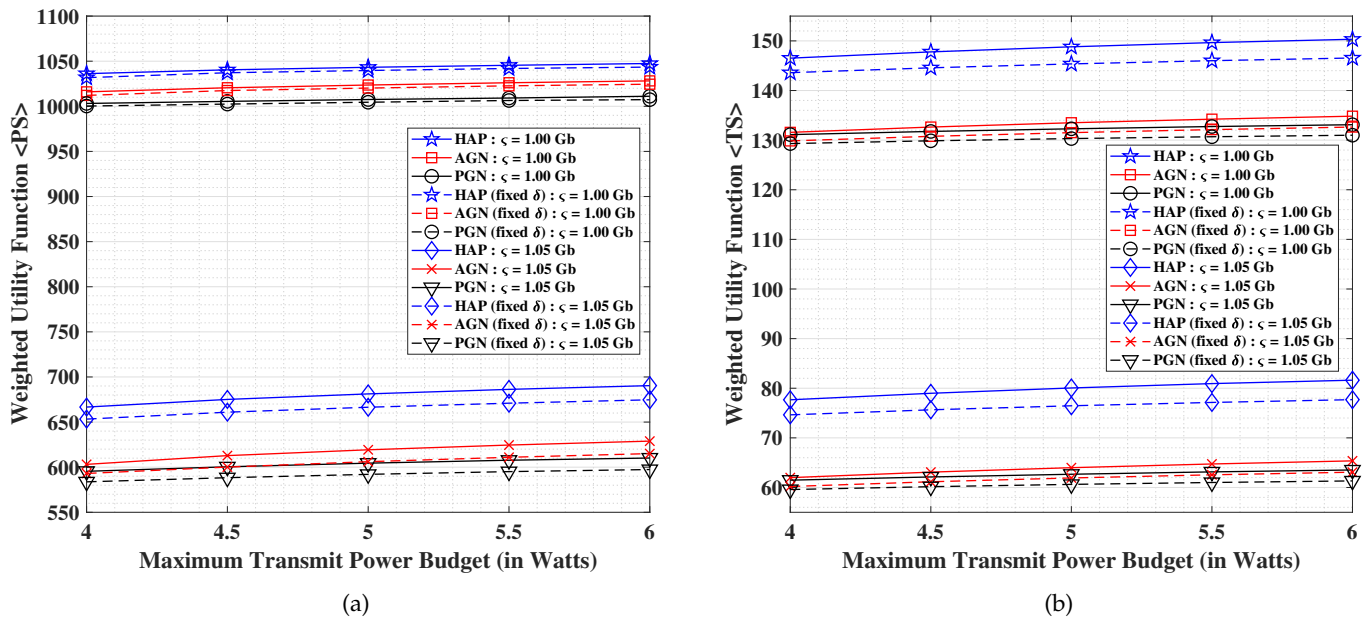 1100
1050
1000
950
900
850
800
750
700
650
600
550
Weighted Utility Function <PS>
HAP : ς = 1.00 Gb
AGN : ς = 1.00 Gb
PGN : ς = 1.00 Gb
HAP (fixed δ) : ς = 1.00 Gb
AGN (fixed δ) : ς = 1.00 Gb
PGN (fixed δ) : ς = 1.00 Gb
HAP : ς = 1.05 Gb
AGN : ς = 1.05 Gb
PGN : ς = 1.05 Gb
HAP (fixed δ) : ς = 1.05 Gb
AGN (fixed δ) : ς = 1.05 Gb
PGN (fixed δ) : ς = 1.05 Gb
4 4.5 5 5.5 6
Maximum Transmit Power Budget (in Watts)
(a)
150
140
130
120
110
100
90
80
70
60
Weighted Utility Function <TS>
HAP : ς = 1.00 Gb
AGN : ς = 1.00 Gb
PGN : ς = 1.00 Gb
HAP (fixed δ) : ς = 1.00 Gb
AGN (fixed δ) : ς = 1.00 Gb
PGN (fixed δ) : ς = 1.00 Gb
HAP : ς = 1.05 Gb
AGN : ς = 1.05 Gb
PGN : ς = 1.05 Gb
HAP (fixed δ) : ς = 1.05 Gb
AGN (fixed δ) : ς = 1.05 Gb
PGN (fixed δ) : ς = 1.05 Gb
4 4.5 5 5.5 6
Maximum Transmit Power Budget (in Watts)
(b)